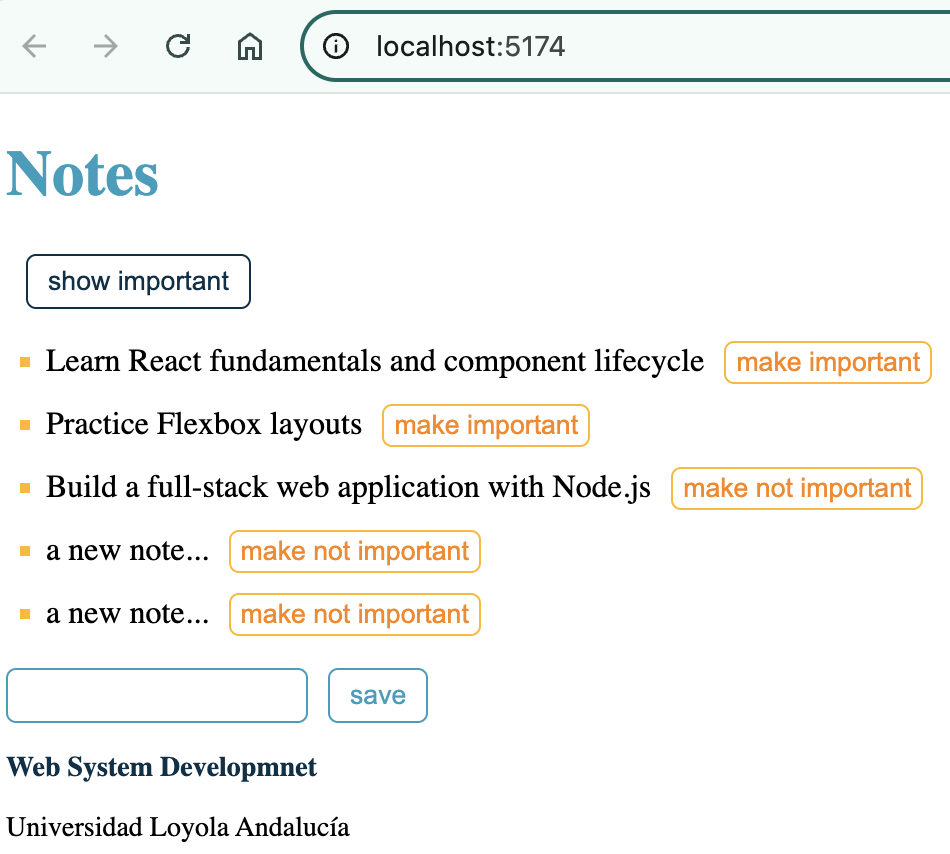 localhost:5174
Notes
show important
Learn React fundamentals and component lifecycle make important
Practice Flexbox layouts make important
Build a full-stack web application with Node.js make not important
a new note... make not important
a new note... make not important
save
Web System Developmnet
Universidad Loyola Andalucía